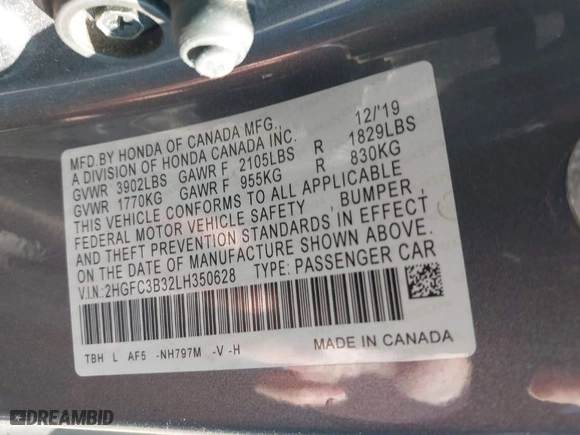 MFD.BY HONDA OF CANADA MFG., 12/'19
A DIVISION OF HONDA CANADA INC.
GVWR 3902LBS GAWR F 2105LBS R 1829LBS
GVWR 1770KG GAWR F 955KG R 830KG
THIS VEHICLE CONFORMS TO ALL APPLICABLE
FEDERAL MOTOR VEHICLE SAFETY , BUMPER ,
AND THEFT PREVENTION STANDARDS IN EFFECT
ON THE DATE OF MANUFACTURE SHOWN ABOVE.
V.I.N:2HGFC3B32LH350628 TYPE: PASSENGER CAR
TBH L AF5 -NH797M -V -H MADE IN CANADA
DREAMBID